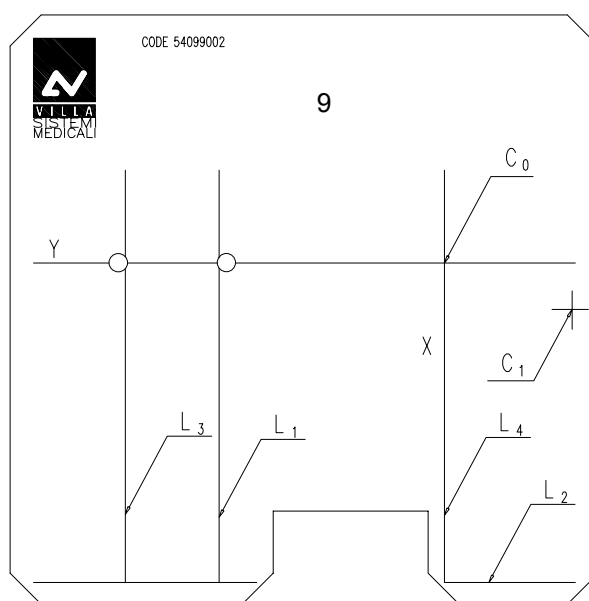 CODE 54099002
VILLA
SISTEMI
MEDICALI
9
C0
Y
X
C1
L3
L1
L4
L2